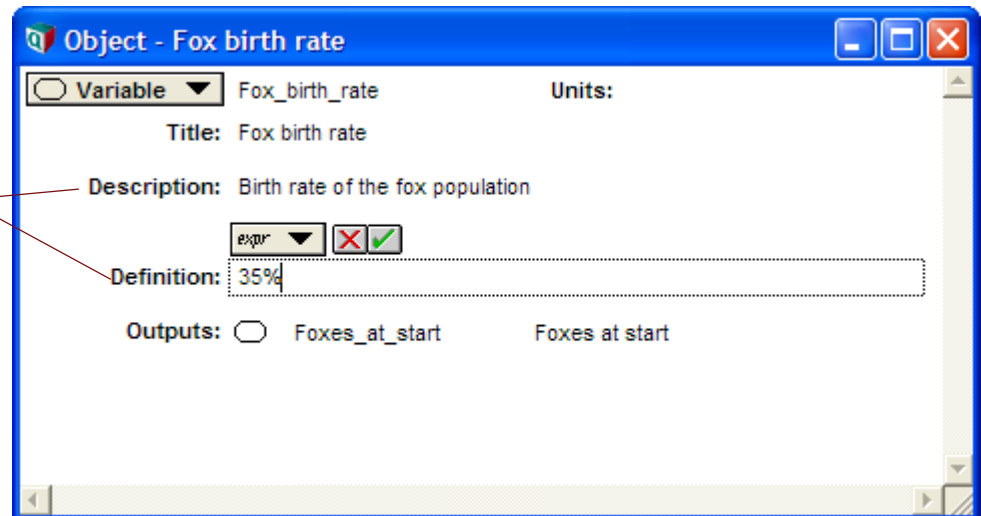 Object - Fox birth rate
Variable Fox_birth_rate Units:
Title: Fox birth rate
Description: Birth rate of the fox population
expr
Definition: 35%
Outputs: Foxes_at_start Foxes at start